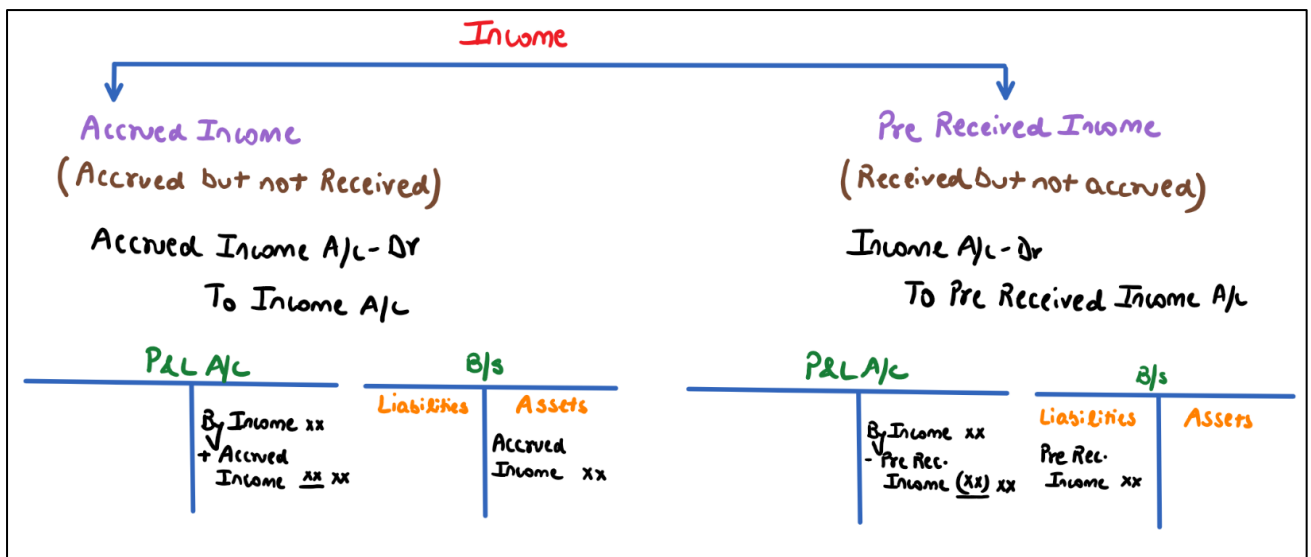 Income
Accrued Income
(Accrued but not Received)
Accrued Income A/c - Dr
To Income A/c
P&L A/c
By Income xx
+ Accrued
Income xx xx
B/s
Liabilities Assets
Accrued
Income xx
Pre Received Income
(Received but not accrued)
Income A/c - Dr
To Pre Received Income A/c
P&L A/c
By Income xx
- Pre Rec.
Income (xx) xx
B/s
Liabilities Assets
Pre Rec.
Income xx